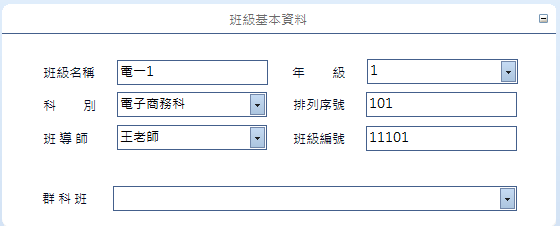 班級基本資料
班級名稱 電一1 年 級 1
科 別 電子商務科 排列序號 101
班 導 師 王老師 班級編號 11101
群 科 班